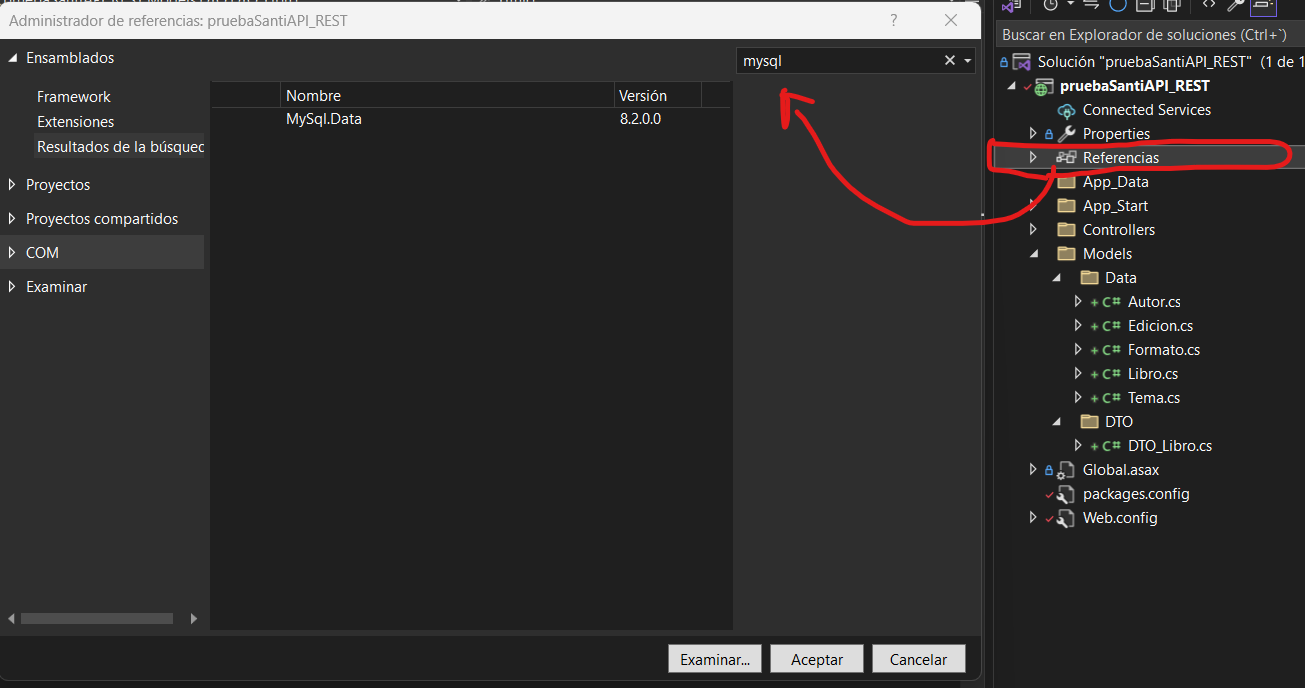 Administrador de referencias: pruebaSantiAPI_REST
?
Ensamblados
Framework
Extensiones
Resultados de la búsquec
Proyectos
Proyectos compartidos
COM
Examinar
Nombre Versión
MySql.Data 8.2.0.0
mysql
Examinar...
Aceptar
Cancelar
Buscar en Explorador de soluciones (Ctrl+`)
Solución "pruebaSantiAPI_REST" (1 de 1
pruebaSantiAPI_REST
Connected Services
Properties
Referencias
App_Data
App_Start
Controllers
Models
Data
C# Autor.cs
C# Edicion.cs
C# Formato.cs
C# Libro.cs
C# Tema.cs
DTO
C# DTO_Libro.cs
Global.asax
packages.config
Web.config